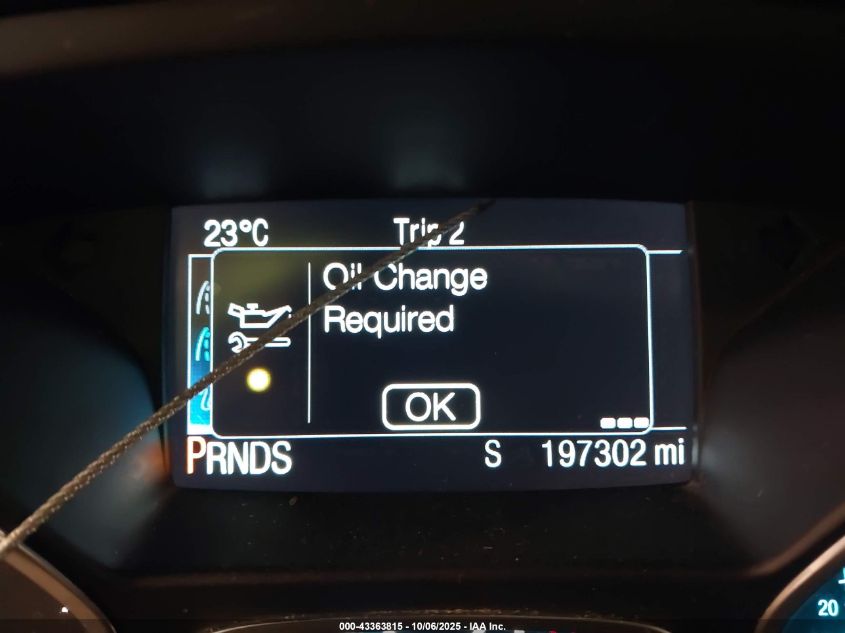 23°C Trip 2
Oil Change
Required
OK
PRNDS S 197302 mi
20
000-43363815 - 10/06/2025 - IAA Inc.